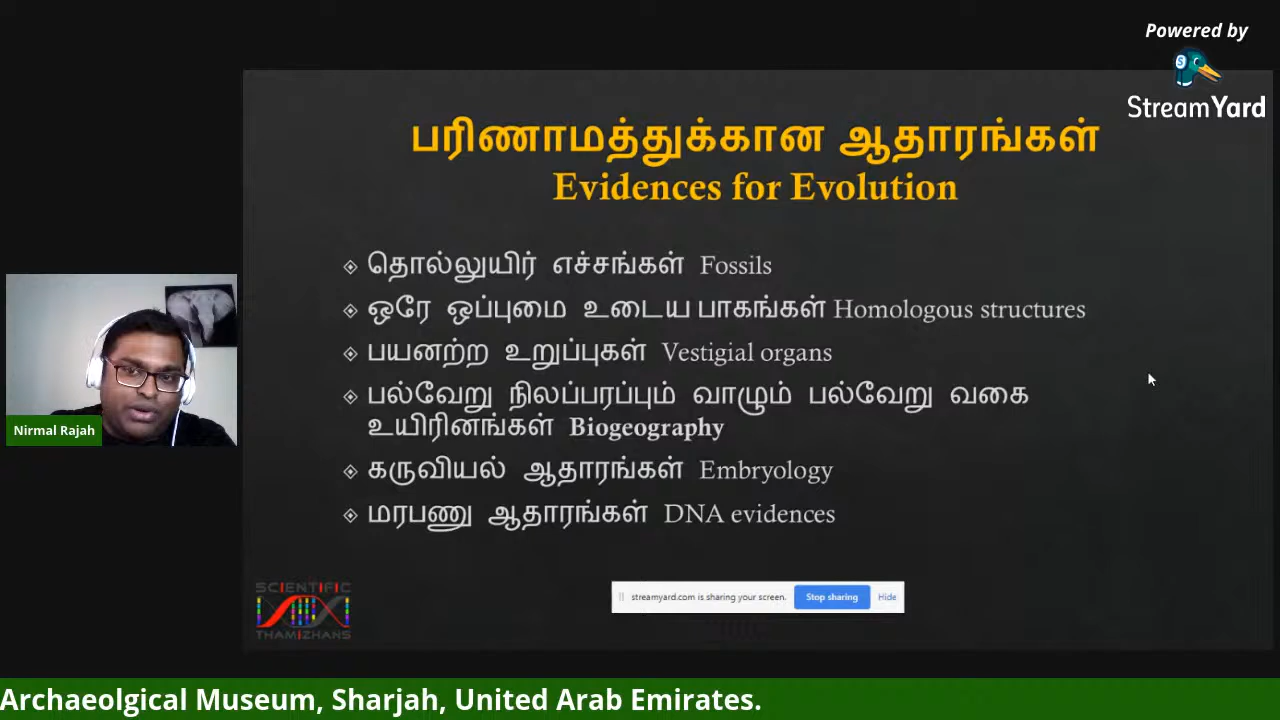 Powered by
StreamYard
பரிணாமத்துக்கான ஆதாரங்கள்
Evidences for Evolution
தொல்லுயிர் எச்சங்கள் Fossils
ஒரே ஒப்புமை உடைய பாகங்கள் Homologous structures
பயனற்ற உறுப்புகள் Vestigial organs
பல்வேறு நிலப்பரப்பும் வாழும் பல்வேறு வகை
உயிரினங்கள் Biogeography
கருவியல் ஆதாரங்கள் Embryology
மரபணு ஆதாரங்கள் DNA evidences
Nirmal Rajah
SCIENTIFIC
THAMIZHANS
streamyard.com is sharing your screen. Stop sharing Hide
Archaeolgical Museum, Sharjah, United Arab Emirates.